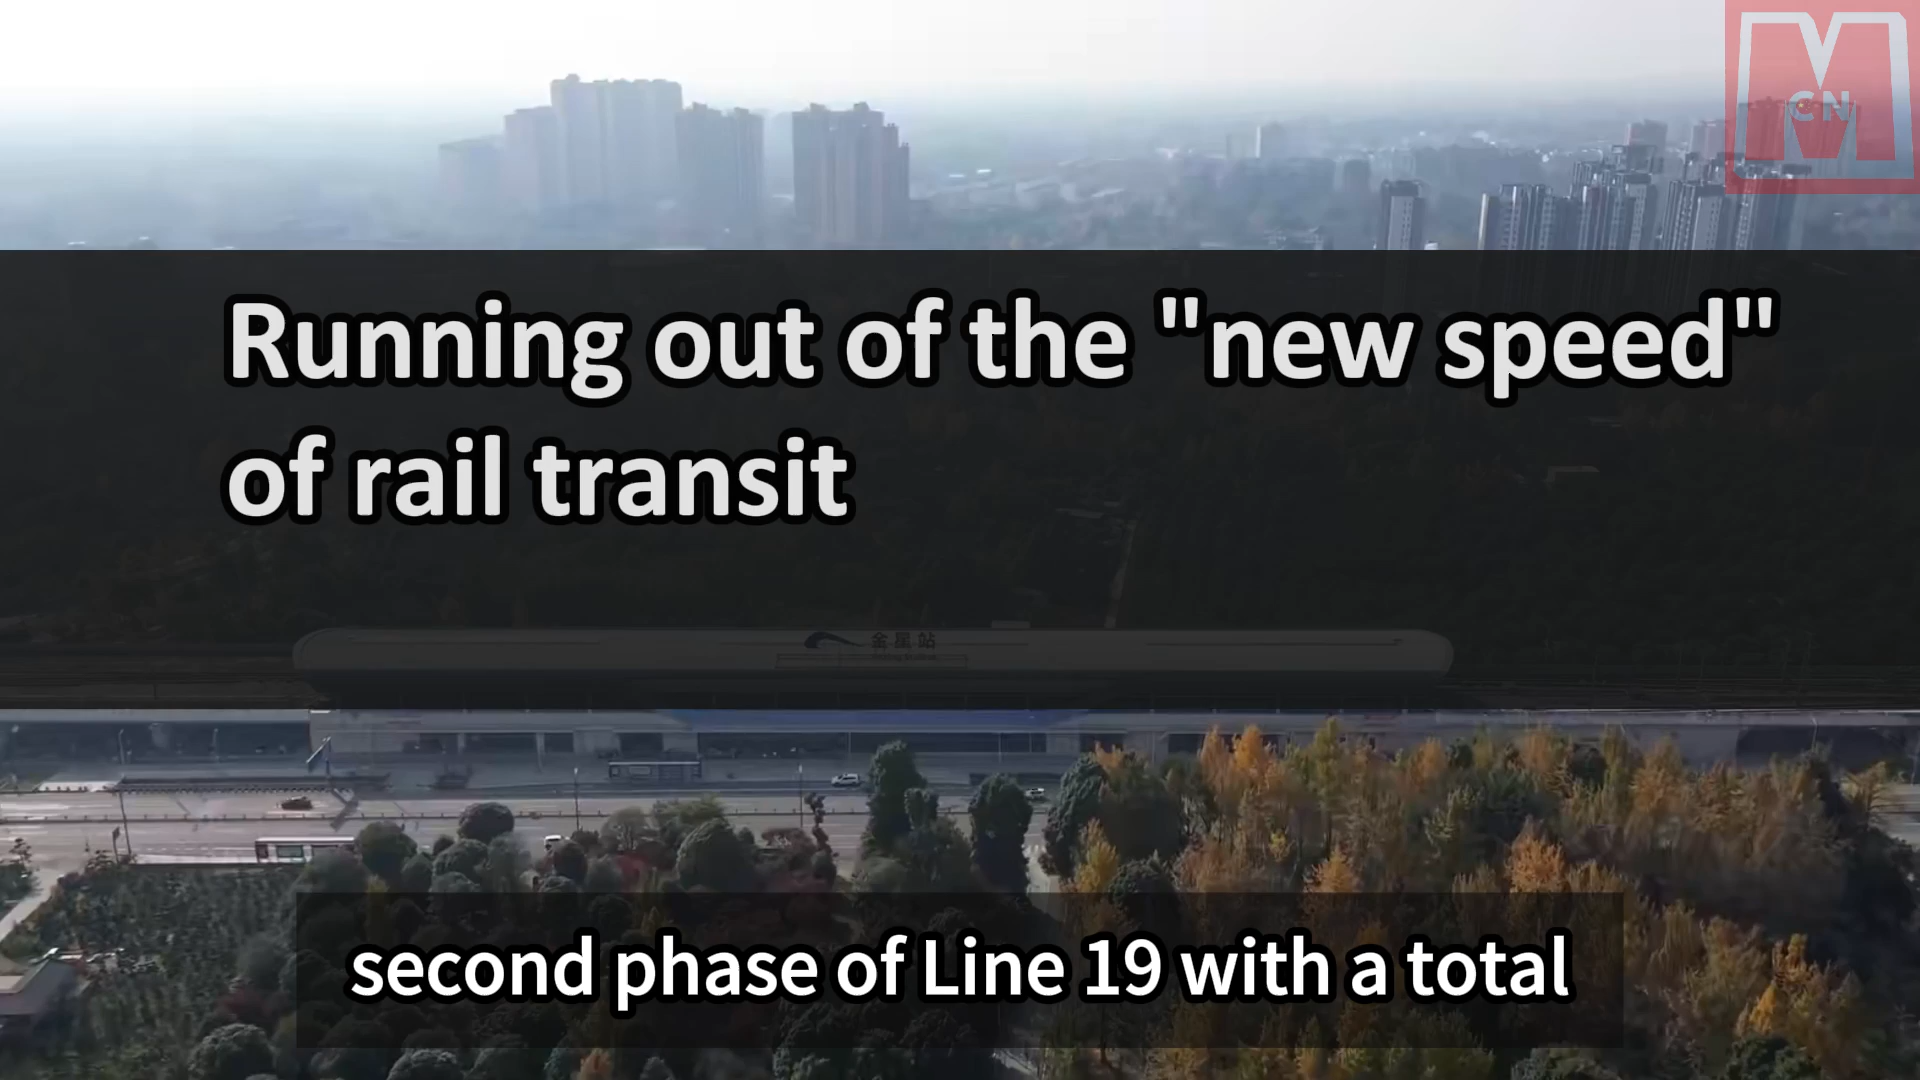 M
CN
Running out of the "new speed"
of rail transit
金星站
second phase of Line 19 with a total